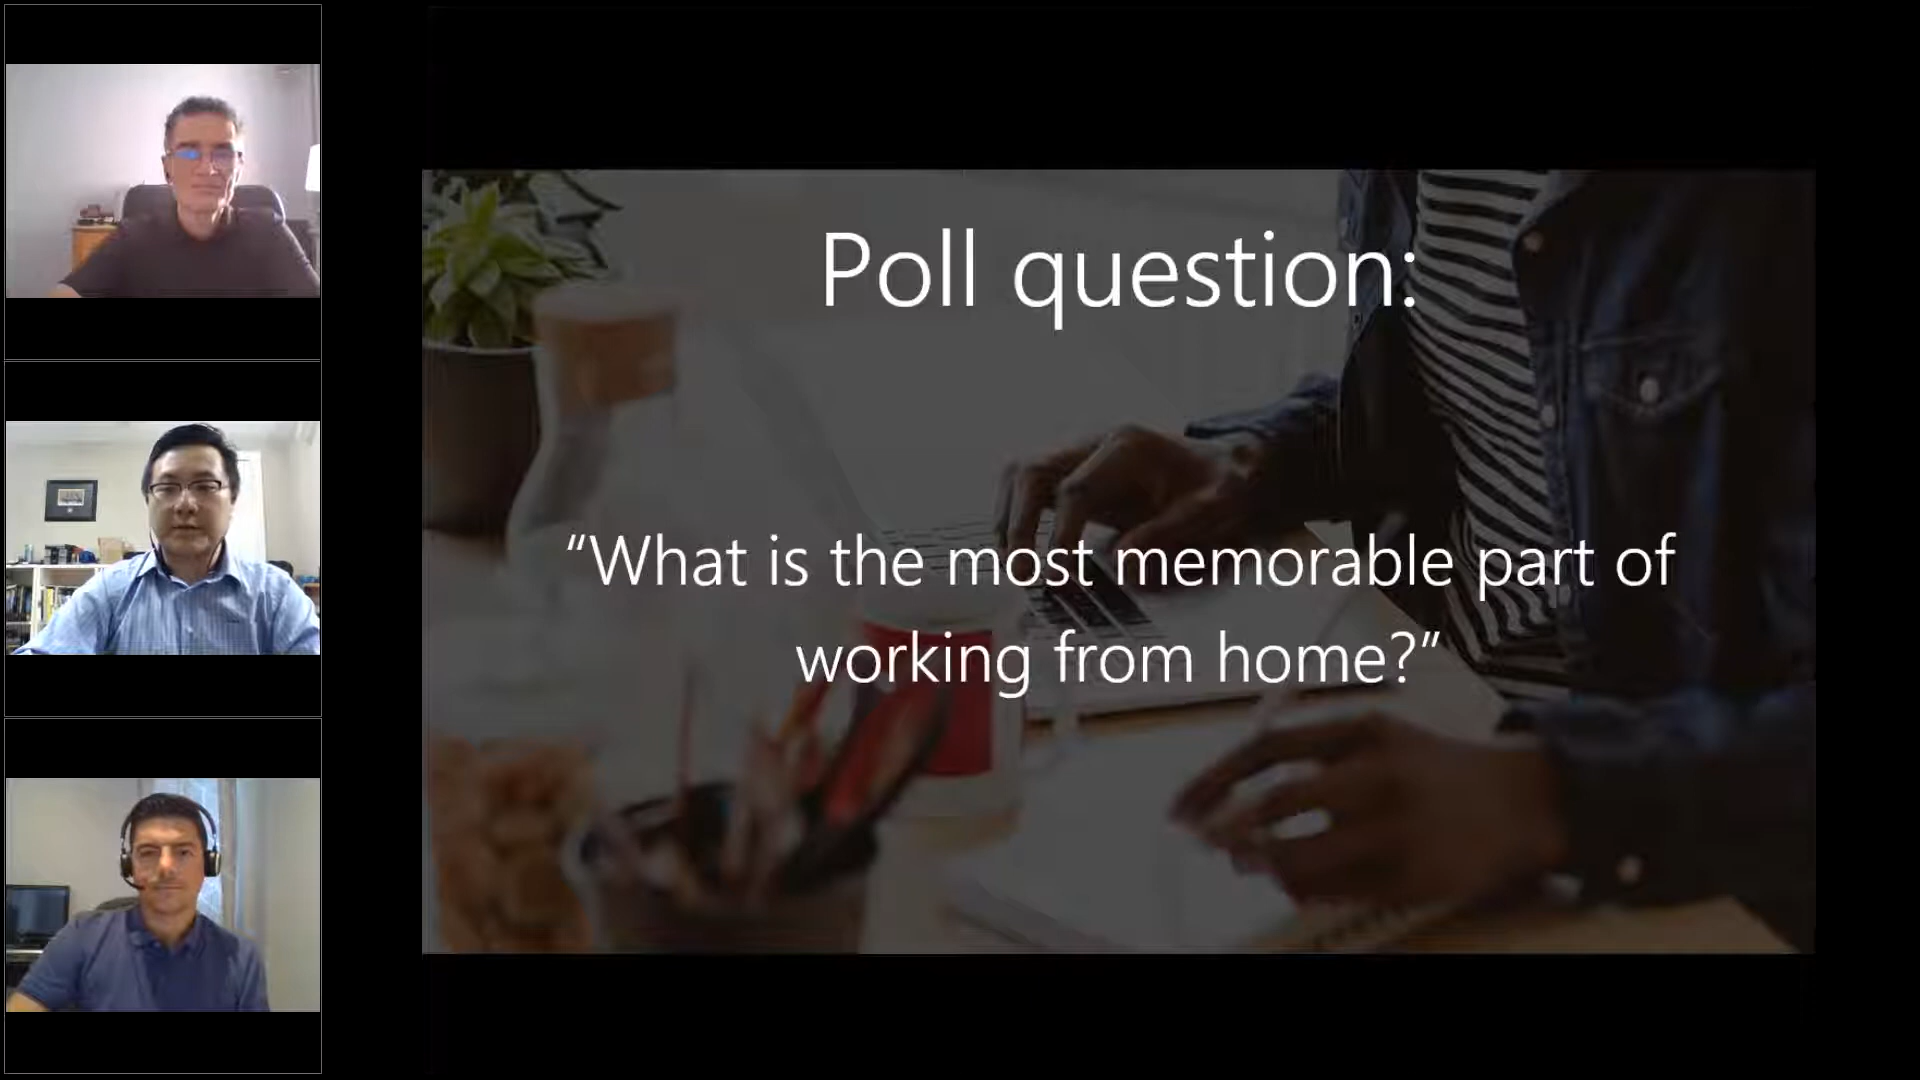 Poll question:
“What is the most memorable part of
working from home?”